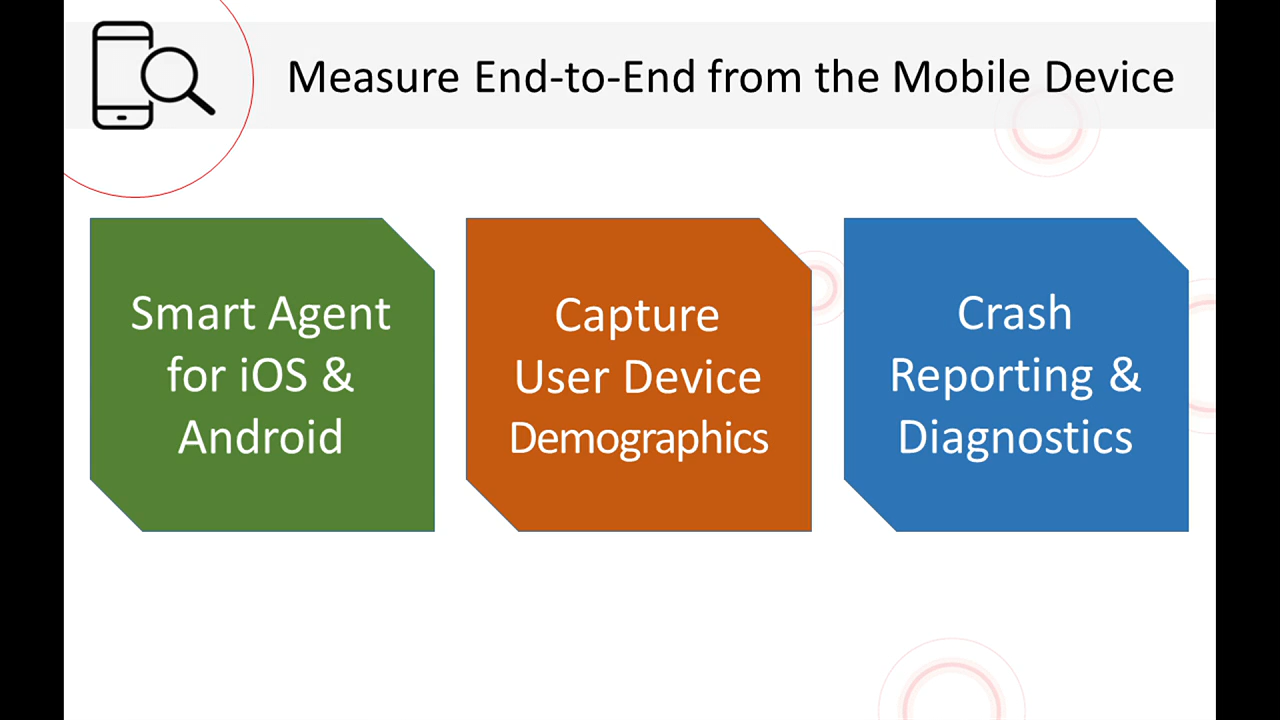 Measure End-to-End from the Mobile Device
Smart Agent
for iOS &
Android
Capture
User Device
Demographics
Crash
Reporting &
Diagnostics